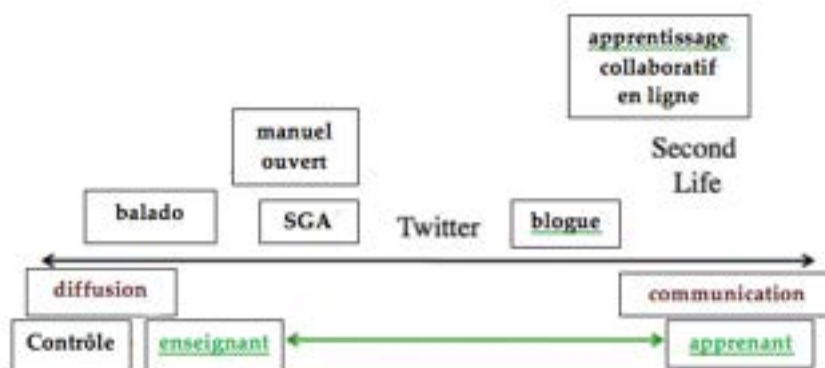 apprentissage
collaboratif
en ligne
manuel
ouvert
Second
Life
balado
SGA
Twitter
blogue
diffusion
communication
Contrôle
enseignant
apprenant